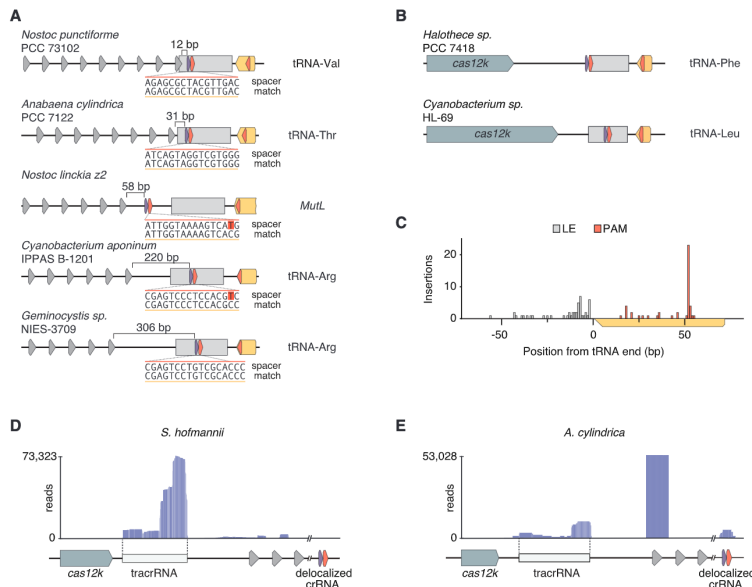 A
Nostoc punctiforme
PCC 73102
12 bp
tRNA-Val
AGAGCGCTACGTTGAC spacer
AGAGCGCTACGTTGAC match
Anabaena cylindrica
PCC 7122
31 bp
tRNA-Thr
ATCAGTAGGTCGTGGG spacer
ATCAGTAGGTCGTGGG match
Nostoc linckia z2
58 bp
MutL
ATTGGTAAAAGTCATG spacer
ATTGGTAAAAGTCACG match
Cyanobacterium aponinum
IPPAS B-1201
220 bp
tRNA-Arg
CGAGTCCCTCCACGTC spacer
CGAGTCCCTCCACGCC match
Geminocystis sp.
NIES-3709
306 bp
tRNA-Arg
CGAGTCCTGTCGCACCC spacer
CGAGTCCTGTCGCACCC match
B
Halothece sp.
PCC 7418
cas12k
tRNA-Phe
Cyanobacterium sp.
HL-69
cas12k
tRNA-Leu
C
LE PAM
Insertions
20
10
0
-50 0 50
Position from tRNA end (bp)
D
S. hofmannii
73,323
reads
0
cas12k
tracrRNA
delocalized
crRNA
E
A. cylindrica
53,028
reads
0
cas12k
tracrRNA
delocalized
crRNA